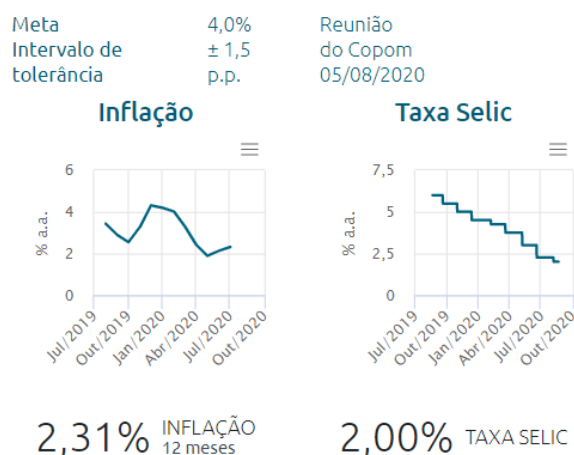 Meta 4,0%
Intervalo de tolerância ± 1,5 p.p.
Inflação
% a.a.
6
4
2
0
Jul/2019
Out/2019
Jan/2020
Abr/2020
Jul/2020
Out/2020
2,31% INFLAÇÃO
12 meses
Reunião
do Copom
05/08/2020
Taxa Selic
% a.a.
7,5
5
2,5
0
Jul/2019
Out/2019
Jan/2020
Abr/2020
Jul/2020
Out/2020
2,00% TAXA SELIC